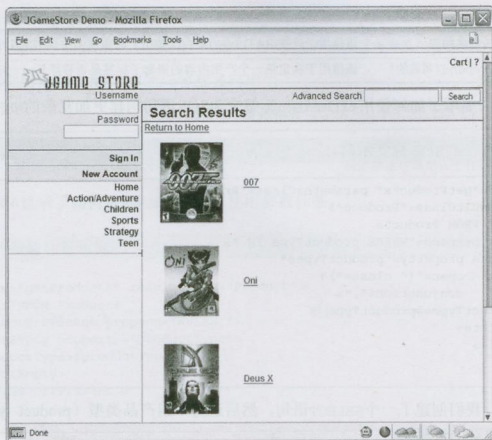 JGameStore Demo - Mozilla Firefox
File Edit View Go Bookmarks Tools Help
Cart | ?
JGAME STORE
Username
Advanced Search Search
Password
Search Results
Return to Home
Sign In
New Account
Home
Action/Adventure
Children
Sports
Strategy
Teen
007
007
Oni
Oni
Deus X
Done